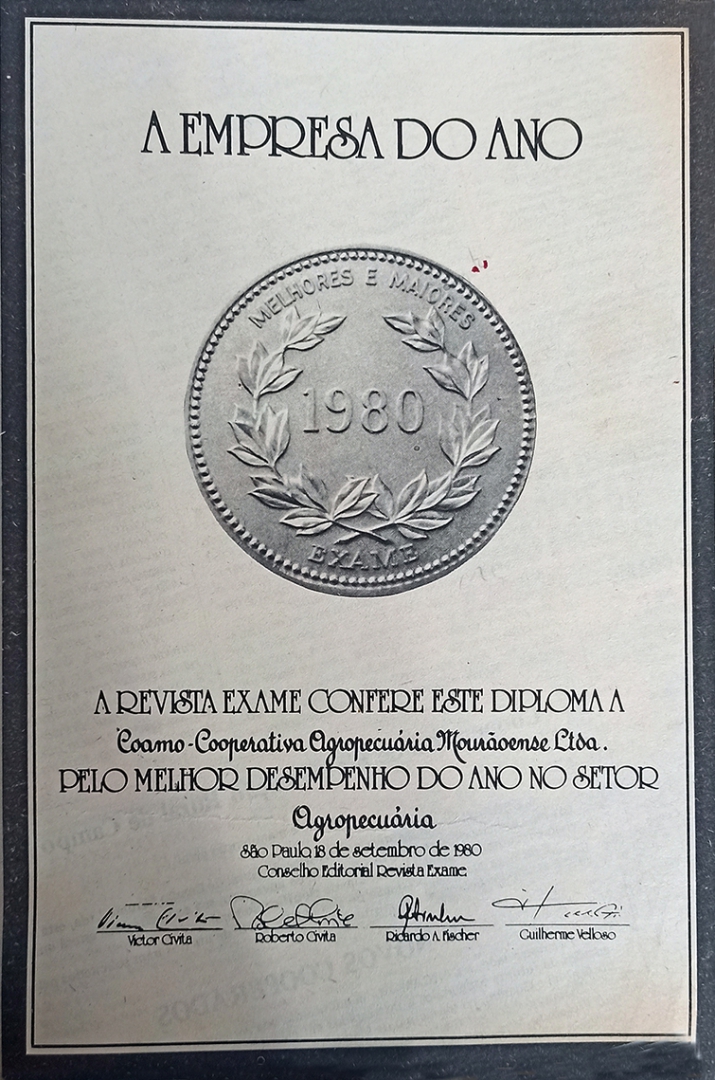 A EMPRESA DO ANO
MELHORES E MAIORES
1980
EXAME
A REVISTA EXAME CONFERE ESTE DIPLOMA A
Coamo-Cooperativa Agropecuária Mourãoense Ltda.
PELO MELHOR DESEMPENHO DO ANO NO SETOR
Agropecuária
São Paulo, 18 de setembro de 1980
Conselho Editorial Revista Exame
Victor Civita Roberto Civita Ricardo A. Fischer Guilherme Velloso